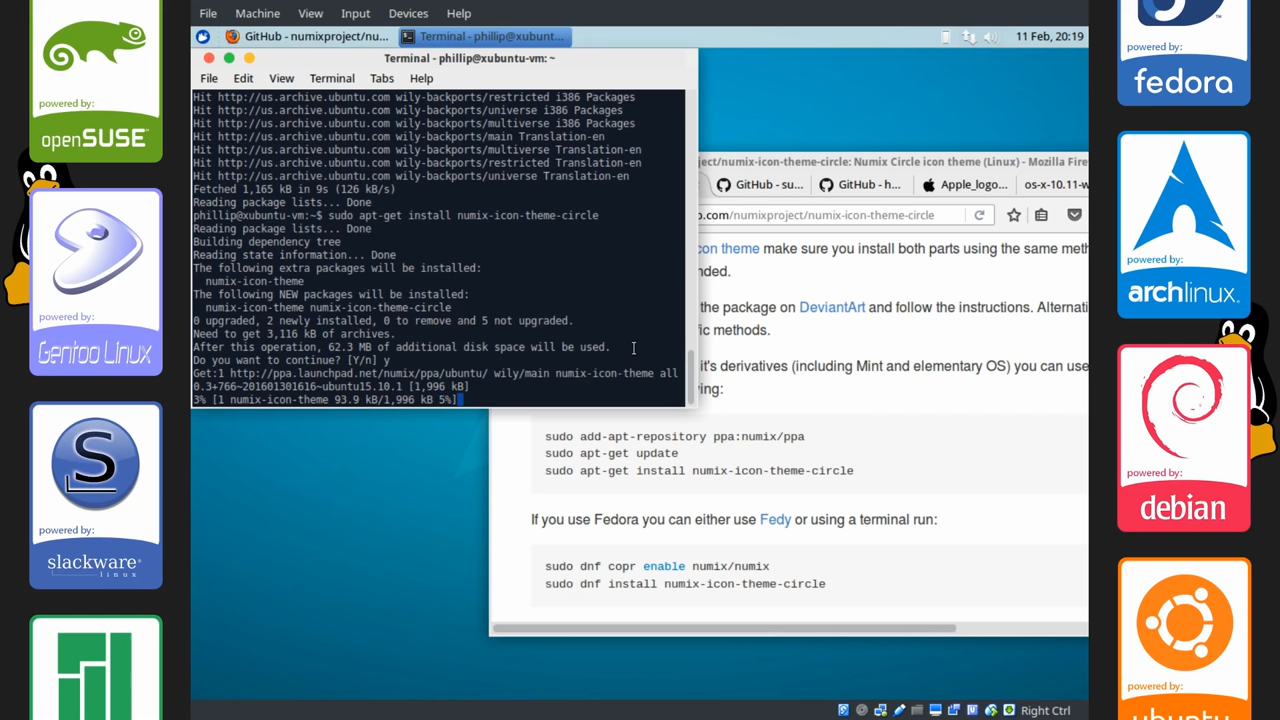 powered by:
openSUSE
powered by:
Gentoo Linux
powered by:
slackware
linux
File Machine View Input Devices Help
GitHub - numixproject/nu...
Terminal - phillip@xubunt...
11 Feb, 20:19
Terminal - phillip@xubuntu-vm: ~
File Edit View Terminal Tabs Help
Hit http://us.archive.ubuntu.com wily-backports/restricted i386 Packages
Hit http://us.archive.ubuntu.com wily-backports/universe i386 Packages
Hit http://us.archive.ubuntu.com wily-backports/multiverse i386 Packages
Hit http://us.archive.ubuntu.com wily-backports/main Translation-en
Hit http://us.archive.ubuntu.com wily-backports/multiverse Translation-en
Hit http://us.archive.ubuntu.com wily-backports/restricted Translation-en
Hit http://us.archive.ubuntu.com wily-backports/universe Translation-en
Fetched 1,165 kB in 9s (126 kB/s)
Reading package lists... Done
phillip@xubuntu-vm:~$ sudo apt-get install numix-icon-theme-circle
Reading package lists... Done
Building dependency tree
Reading state information... Done
The following extra packages will be installed:
numix-icon-theme
The following NEW packages will be installed:
numix-icon-theme numix-icon-theme-circle
0 upgraded, 2 newly installed, 0 to remove and 5 not upgraded.
Need to get 3,116 kB of archives.
After this operation, 62.3 MB of additional disk space will be used.
Do you want to continue? [Y/n] y
Get:1 http://ppa.launchpad.net/numix/ppa/ubuntu/ wily/main numix-icon-theme all
0.3+766~201601301616~ubuntu15.10.1 [1,996 kB]
3% [1 numix-icon-theme 93.9 kB/1,996 kB 5%]
ject/numix-icon-theme-circle: Numix Circle icon theme (Linux) - Mozilla Fire
GitHub - su...
GitHub - h...
Apple_logo...
os-x-10.11-w
.com/numixproject/numix-icon-theme-circle
con theme make sure you install both parts using the same meth
nded.
the package on DeviantArt and follow the instructions. Alternati
fic methods.
it's derivatives (including Mint and elementary OS) you can use
ving:
sudo add-apt-repository ppa:numix/ppa
sudo apt-get update
sudo apt-get install numix-icon-theme-circle
If you use Fedora you can either use Fedy or using a terminal run:
sudo dnf copr enable numix/numix
sudo dnf install numix-icon-theme-circle
Right Ctrl
TM
powered by:
fedora
powered by:
archlinux
powered by:
debian
powered by:
ubuntu